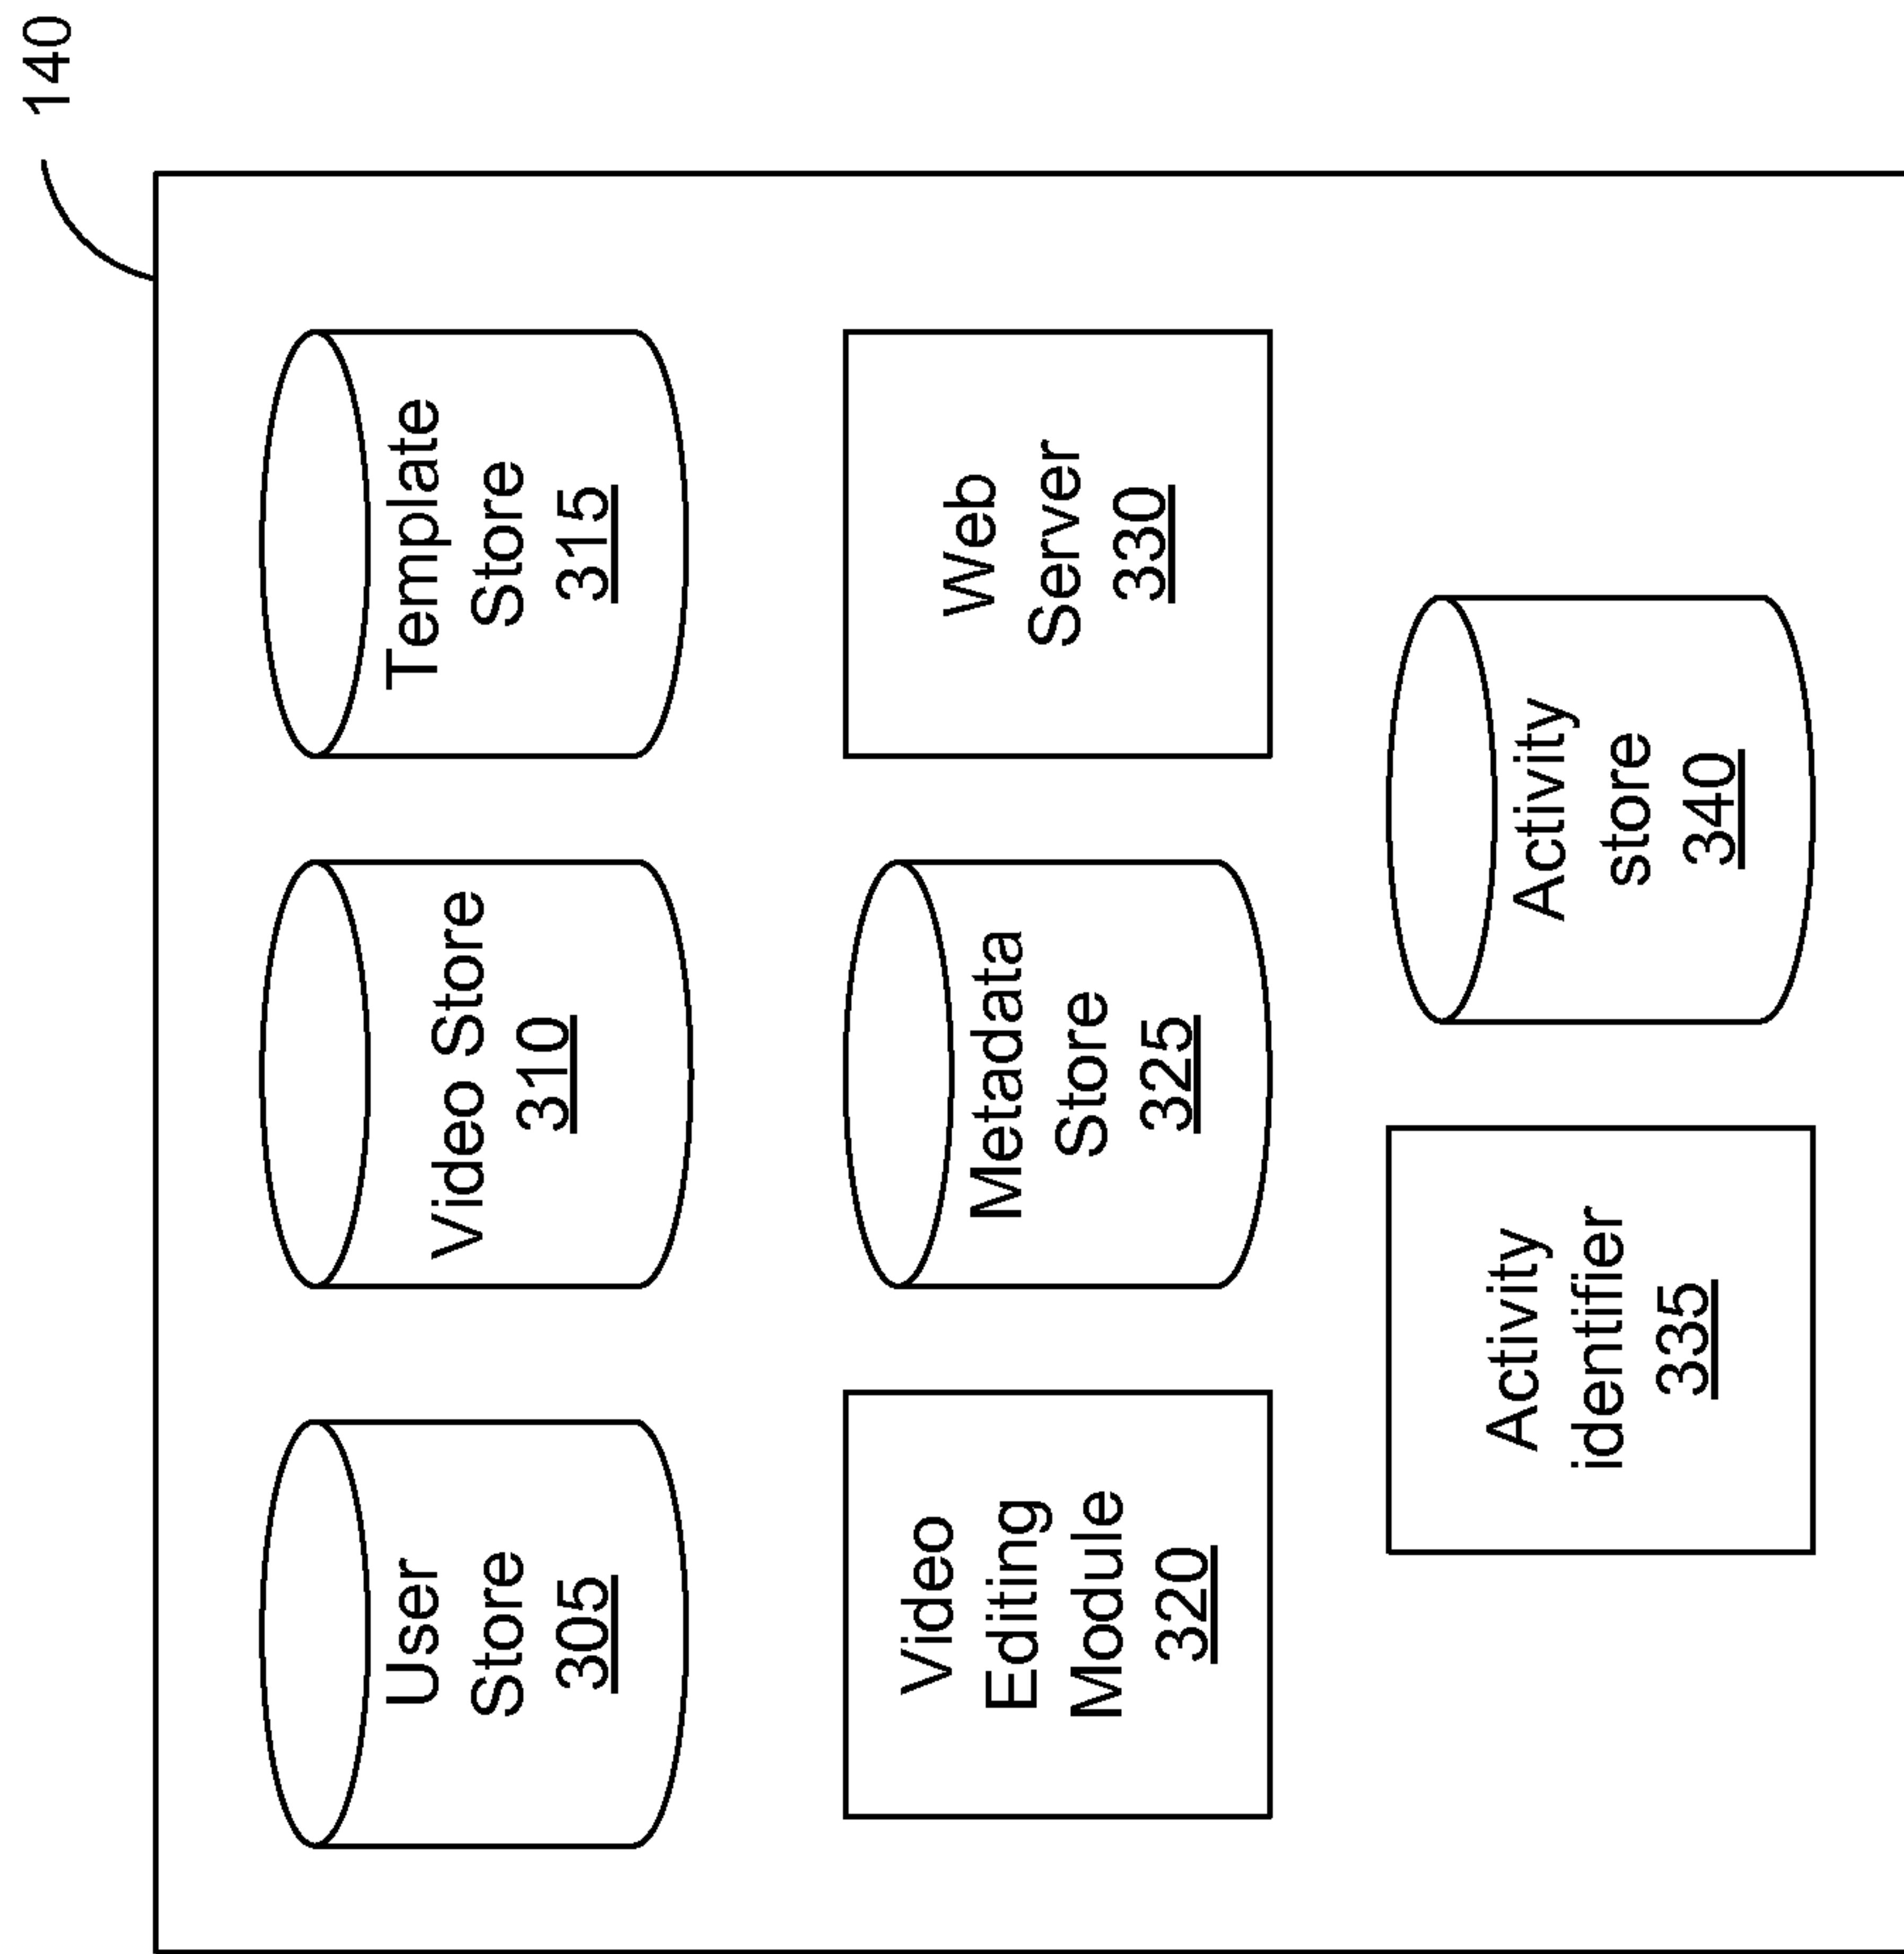 140
User
Store
305
Video Store
310
Template
Store
315
Video
Editing
Module
320
Metadata
Store
325
Web
Server
330
Activity
identifier
335
Activity
store
340